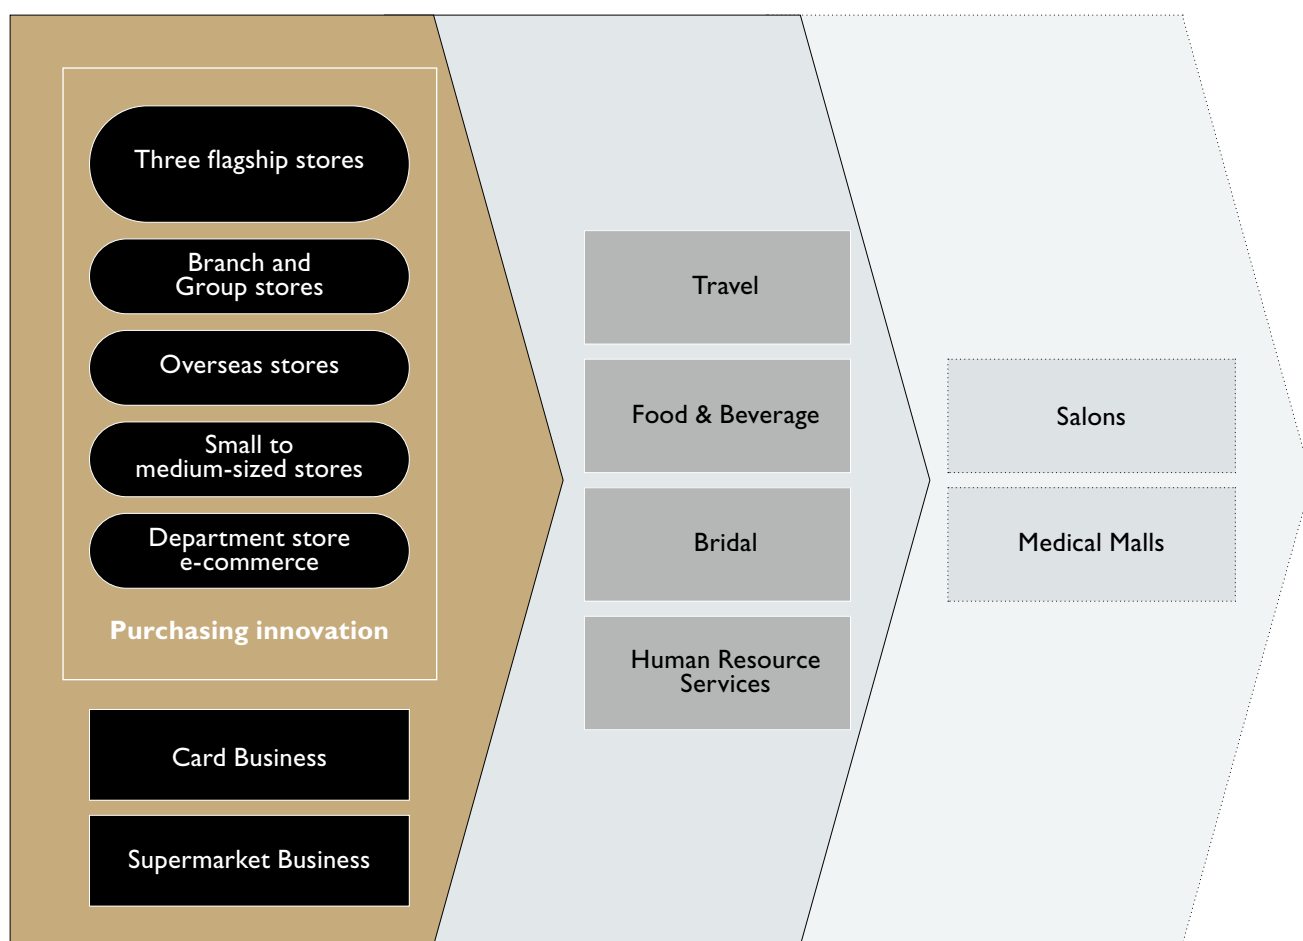 Three flagship stores
Branch and
Group stores
Overseas stores
Small to
medium-sized stores
Department store
e-commerce
Purchasing innovation
Card Business
Supermarket Business
Travel
Food & Beverage
Bridal
Human Resource
Services
Salons
Medical Malls